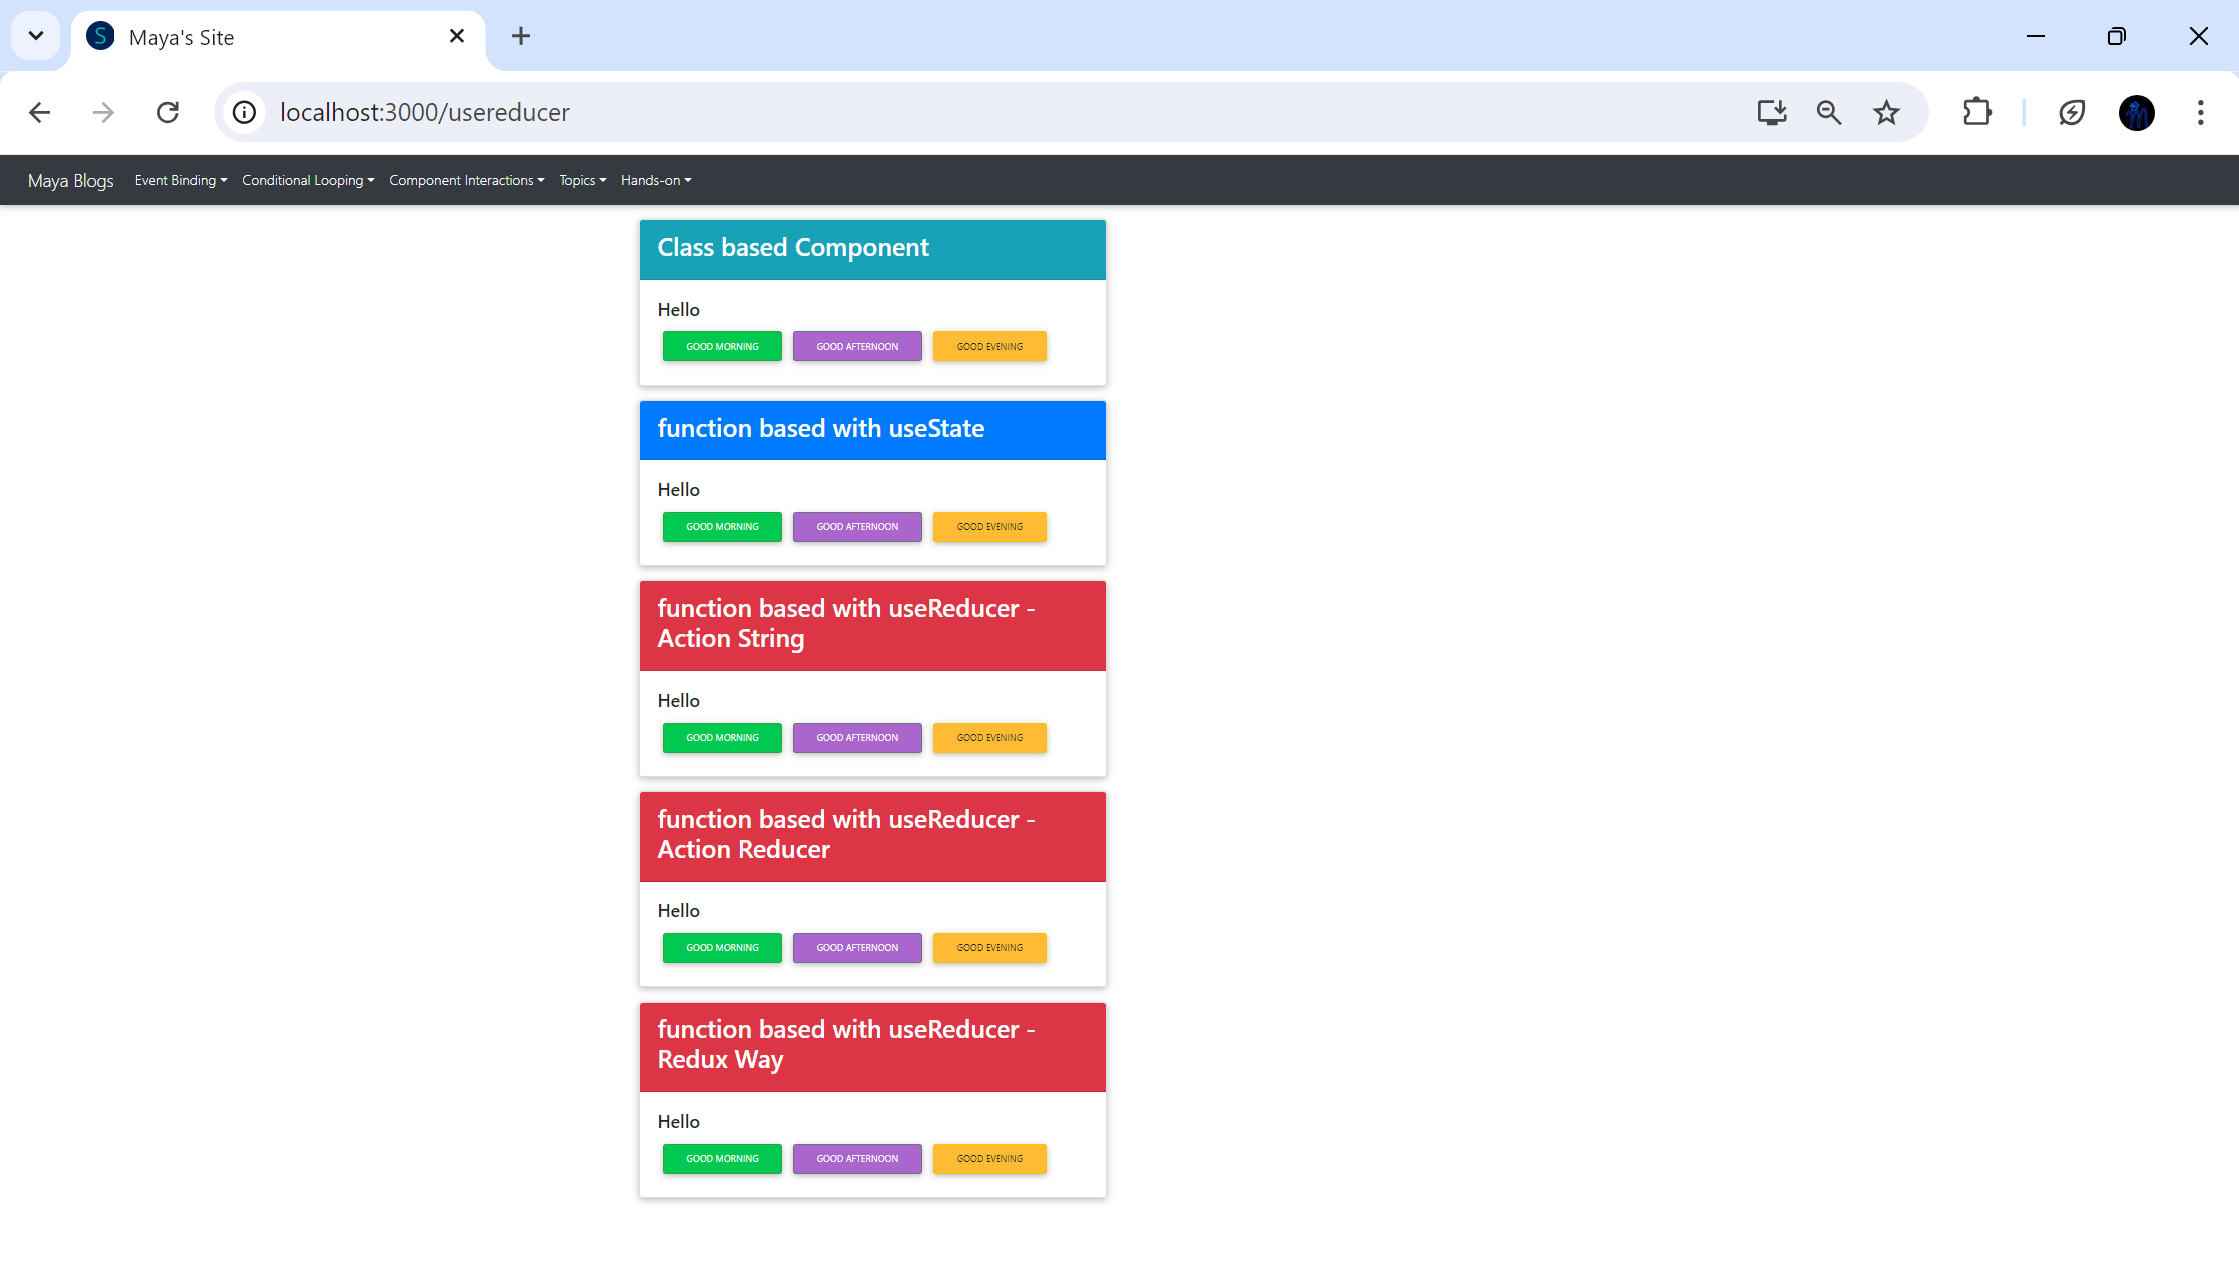 S Maya's Site
localhost:3000/usereducer
Maya Blogs Event Binding Conditional Looping Component Interactions Topics Hands-on
Class based Component
Hello
GOOD MORNING GOOD AFTERNOON GOOD EVENING
function based with useState
Hello
GOOD MORNING GOOD AFTERNOON GOOD EVENING
function based with useReducer -
Action String
Hello
GOOD MORNING GOOD AFTERNOON GOOD EVENING
function based with useReducer -
Action Reducer
Hello
GOOD MORNING GOOD AFTERNOON GOOD EVENING
function based with useReducer -
Redux Way
Hello
GOOD MORNING GOOD AFTERNOON GOOD EVENING